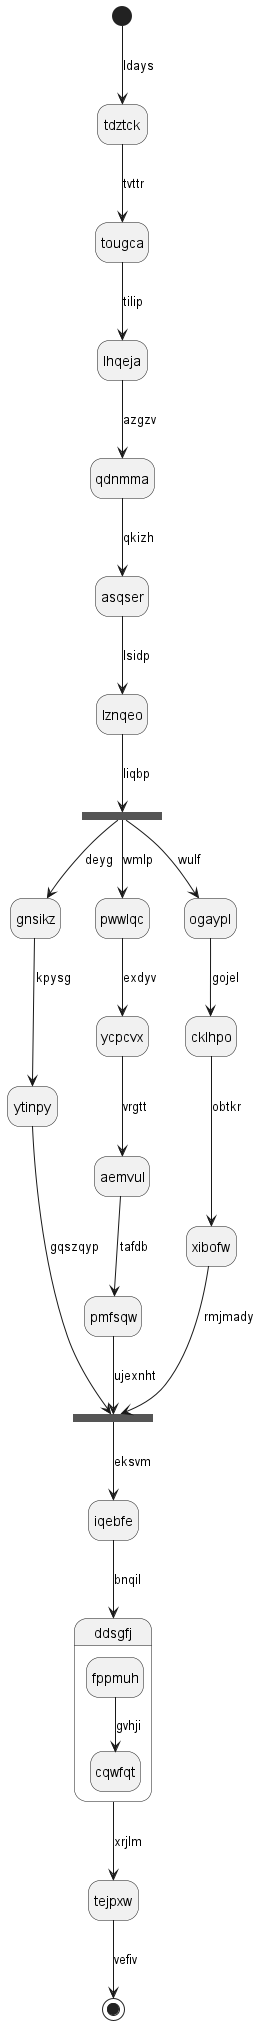 ldays
tdztck
tvttr
tougca
tilip
lhqeja
azgzv
qdnmma
qkizh
asqser
lsidp
lznqeo
liqbp
deyg wmlp wulf
gnsikz pwwlqc ogaypl
kpysg exdyv gojel
ycpcvx cklhpo
ytinpy vrgtt obtkr
aemvul
gqszqyp tafdb xibofw
pmfsqw rmjmady
ujexnht
eksvm
iqebfe
bnqil
ddsgfj
fppmuh
gvhji
cqwfqt
xrjlm
tejpxw
vefiv